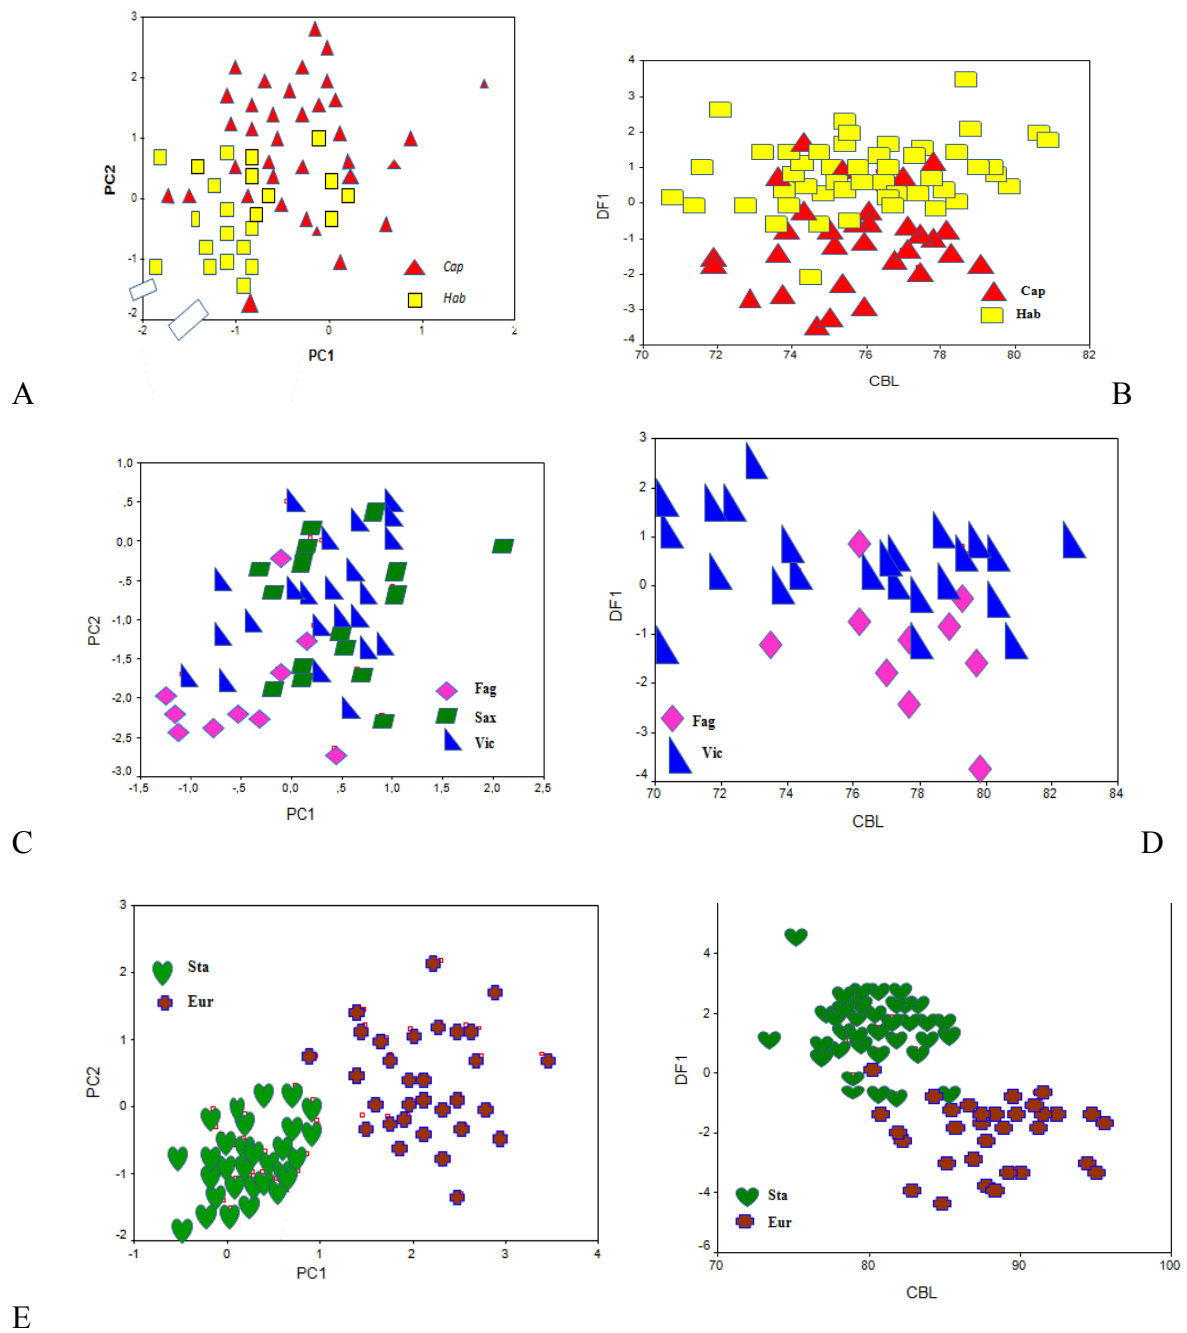 3
2
1
0
-1
-2
PC2
-2
-1
0
1
2
PC1
Cap
Hab
A
4
3
2
1
0
-1
-2
-3
-4
DF1
70
72
74
76
78
80
82
CBL
Cap
Hab
B
1,0
,5
0,0
-,5
-1,0
-1,5
-2,0
-2,5
-3,0
PC2
-1,5
-1,0
-,5
0,0
,5
1,0
1,5
2,0
2,5
PC1
Fag
Sax
Vic
C
3
2
1
0
-1
-2
-3
-4
DF1
70
72
74
76
78
80
82
84
CBL
Fag
Vic
D
3
2
1
0
-1
-2
PC2
-1
0
1
2
3
4
PC1
Sta
Eur
E
4
2
0
-2
-4
-6
DF1
70
80
90
100
CBL
Sta
Eur